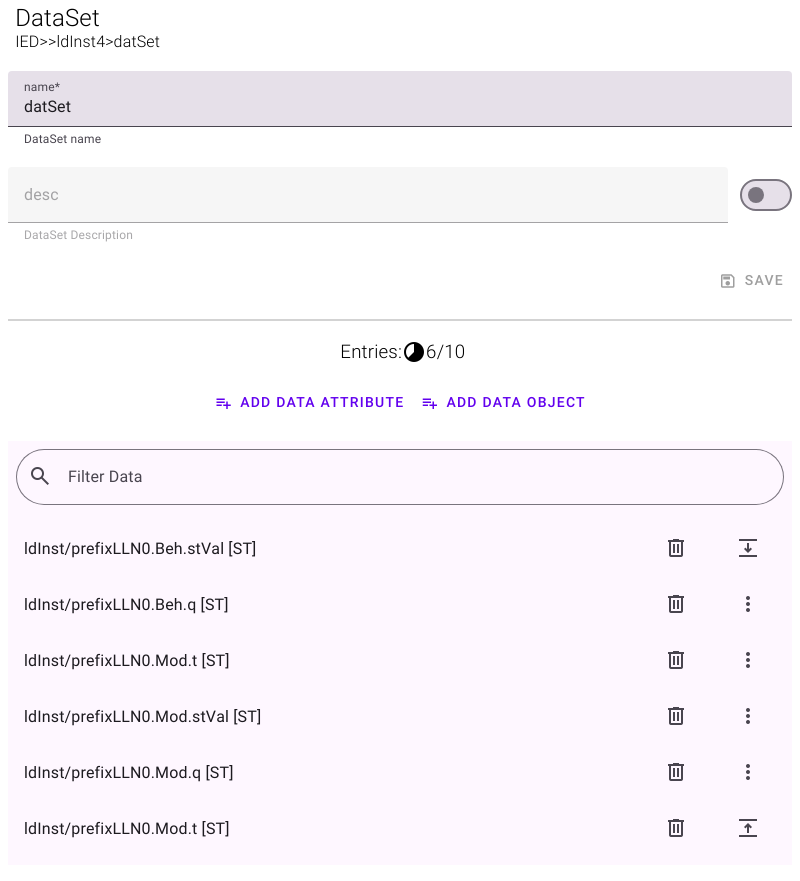 DataSet
IED>>ldInst4>datSet
name*
datSet
DataSet name
desc
DataSet Description
SAVE
Entries: 6/10
ADD DATA ATTRIBUTE ADD DATA OBJECT
Filter Data
ldInst/prefixLLN0.Beh.stVal [ST]
ldInst/prefixLLN0.Beh.q [ST]
ldInst/prefixLLN0.Mod.t [ST]
ldInst/prefixLLN0.Mod.stVal [ST]
ldInst/prefixLLN0.Mod.q [ST]
ldInst/prefixLLN0.Mod.t [ST]